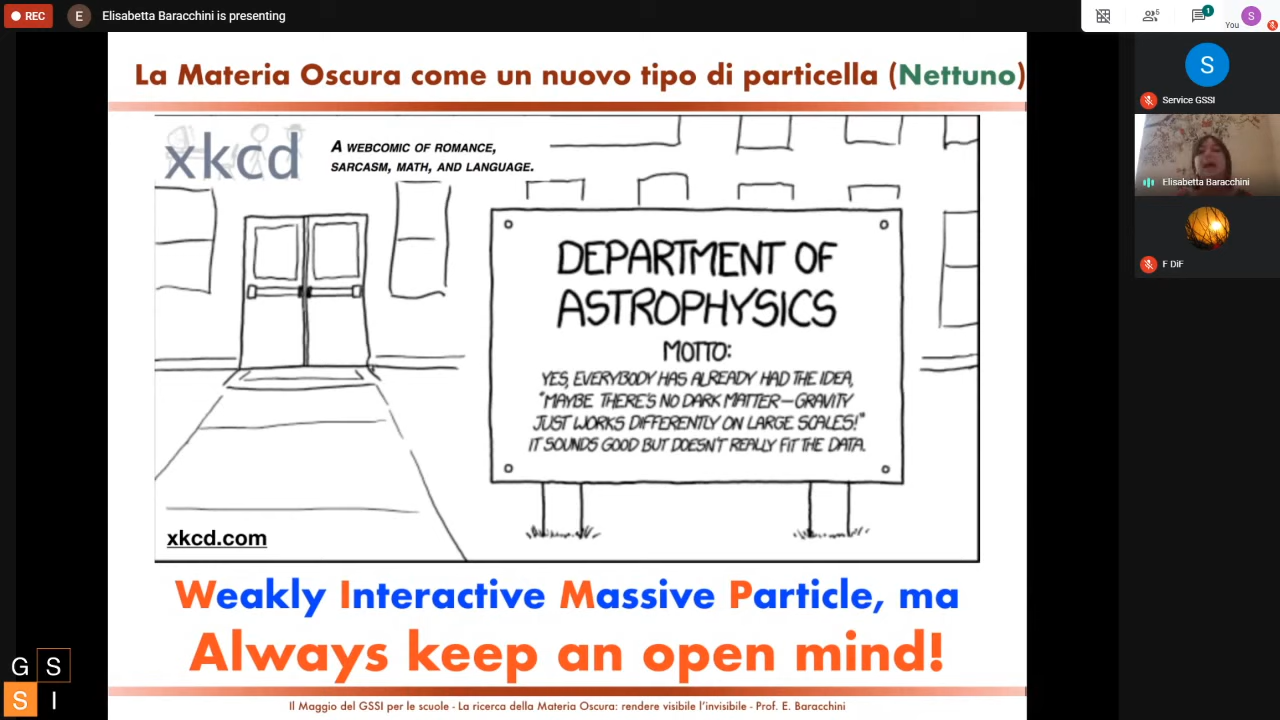 REC
E
Elisabetta Baracchini is presenting
5
1
S
You
La Materia Oscura come un nuovo tipo di particella (Nettuno)
xkcd
A WEBCOMIC OF ROMANCE,
SARCASM, MATH, AND LANGUAGE.
DEPARTMENT OF
ASTROPHYSICS
MOTTO:
YES, EVERYBODY HAS ALREADY HAD THE IDEA,
"MAYBE THERE'S NO DARK MATTER—GRAVITY
JUST WORKS DIFFERENTLY ON LARGE SCALES!"
IT SOUNDS GOOD BUT DOESN'T REALLY FIT THE DATA.
xkcd.com
Weakly Interactive Massive Particle, ma
Always keep an open mind!
Il Maggio del GSSI per le scuole - La ricerca della Materia Oscura: rendere visibile l'invisibile - Prof. E. Baracchini
G S
S I
S
Service GSSI
Elisabetta Baracchini
F DiF